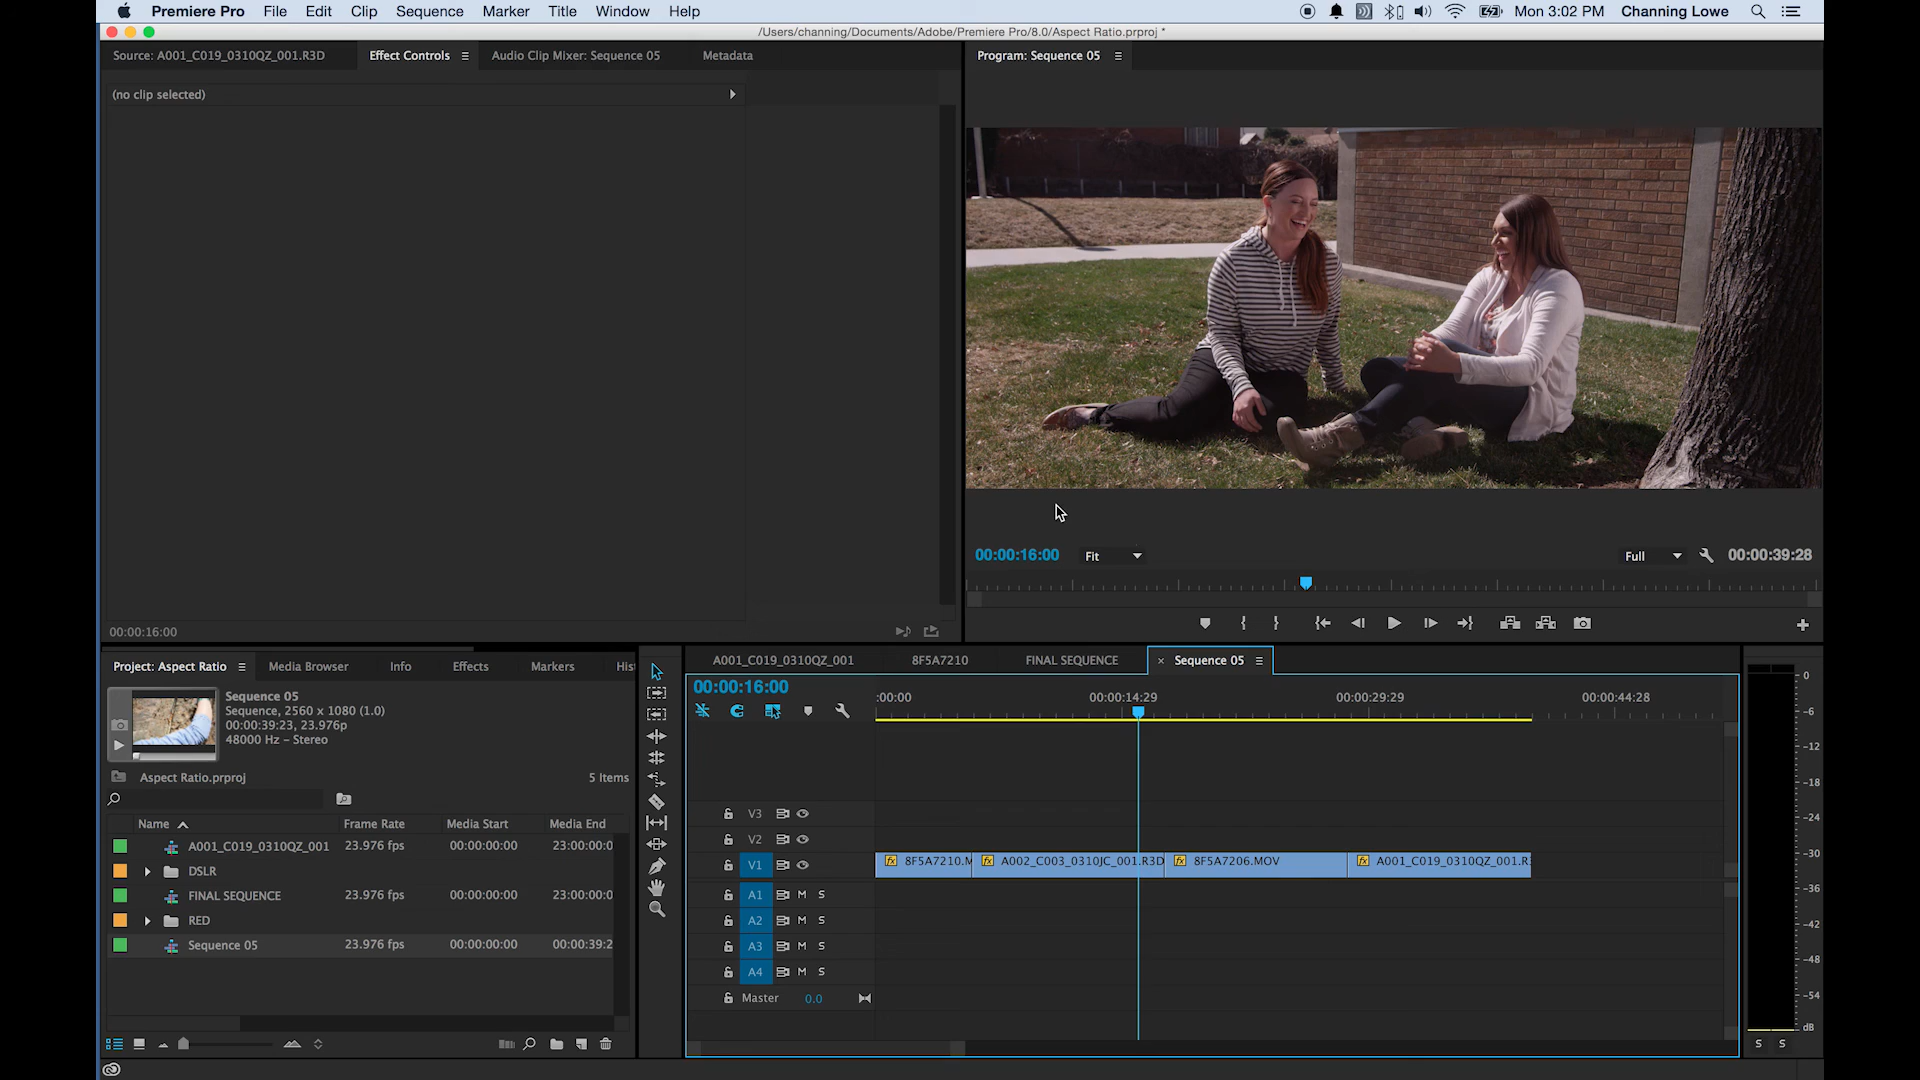 Premiere Pro File Edit Clip Sequence Marker Title Window Help Mon 3:02 PM Channing Lowe
/Users/channing/Documents/Adobe/Premiere Pro/8.0/Aspect Ratio.prproj *
Source: A001_C019_0310QZ_001.R3D Effect Controls Audio Clip Mixer: Sequence 05 Metadata
Program: Sequence 05
(no clip selected)
00:00:16:00 Fit Full 00:00:39:28
00:00:16:00
Project: Aspect Ratio Media Browser Info Effects Markers His
Sequence 05
Sequence, 2560 x 1080 (1.0)
00:00:39:23, 23.976p
48000 Hz - Stereo
Aspect Ratio.prproj 5 Items
Name Frame Rate Media Start Media End
A001_C019_0310QZ_001 23.976 fps 00:00:00:00 23:00:00:0
DSLR
FINAL SEQUENCE 23.976 fps 00:00:00:00 23:00:00:0
RED
Sequence 05 23.976 fps 00:00:00:00 00:00:39:2
A001_C019_0310QZ_001 8F5A7210 FINAL SEQUENCE × Sequence 05
00:00:16:00
:00:00 00:00:14:29 00:00:29:29 00:00:44:28
V3
V2
V1 fx 8F5A7210.M fx A002_C003_0310JC_001.R3D fx 8F5A7206.MOV fx A001_C019_0310QZ_001.R
A1 M S
A2 M S
A3 M S
A4 M S
Master 0.0
0
-6
-12
-18
-24
-30
-36
-42
-48
-54
dB
S S